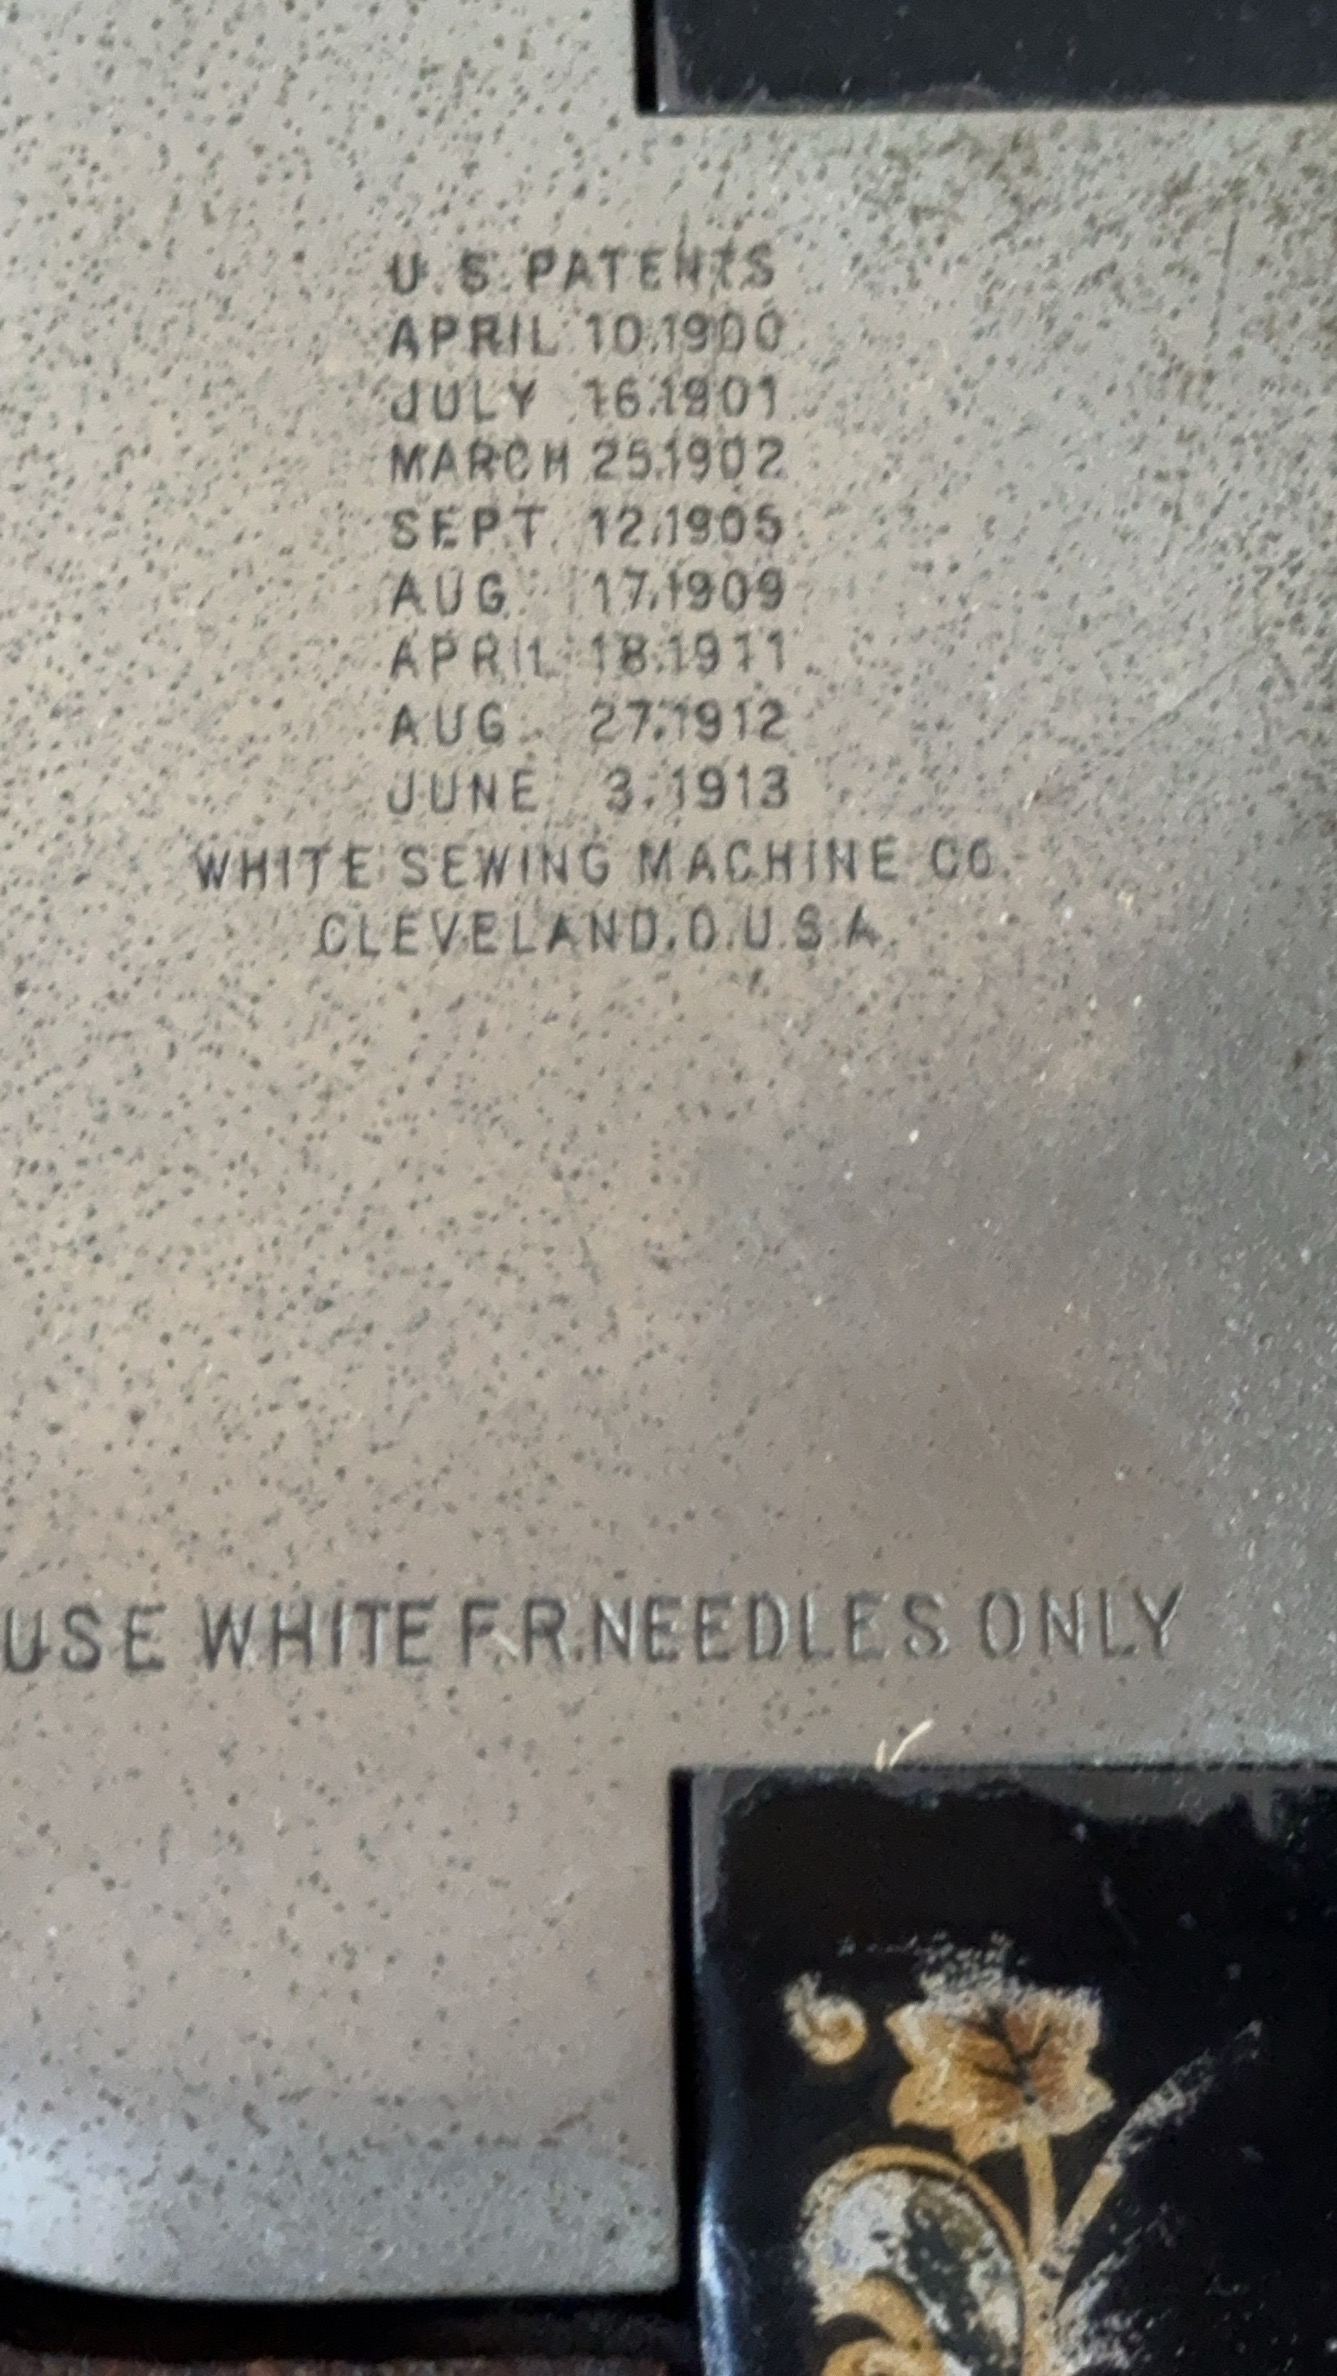 U.S. PATENTS
APRIL 10.1900
JULY 16.1901
MARCH 25.1902
SEPT. 12.1905
AUG. 17.1909
APRIL 18.1911
AUG. 27.1912
JUNE 3.1913
WHITE SEWING MACHINE CO.
CLEVELAND.O.U.S.A.
USE WHITE F.R. NEEDLES ONLY